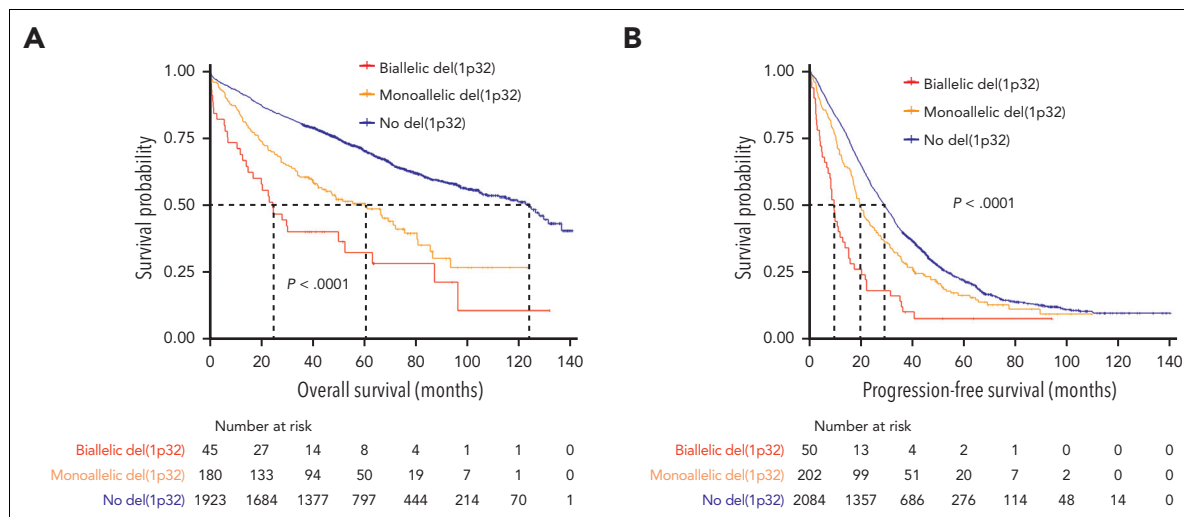 A
Survival probability
1.00
0.75
0.50
0.25
0.00
Biallelic del(1p32)
Monoallelic del(1p32)
No del(1p32)
P < .0001
0 20 40 60 80 100 120 140
Overall survival (months)
Number at risk
Biallelic del(1p32) 45 27 14 8 4 1 1 0
Monoallelic del(1p32) 180 133 94 50 19 7 1 0
No del(1p32) 1923 1684 1377 797 444 214 70 1
B
Survival probability
1.00
0.75
0.50
0.25
0.00
Biallelic del(1p32)
Monoallelic del(1p32)
No del(1p32)
P < .0001
0 20 40 60 80 100 120 140
Progression-free survival (months)
Number at risk
Biallelic del(1p32) 50 13 4 2 1 0 0 0
Monoallelic del(1p32) 202 99 51 20 7 2 0 0
No del(1p32) 2084 1357 686 276 114 48 14 0